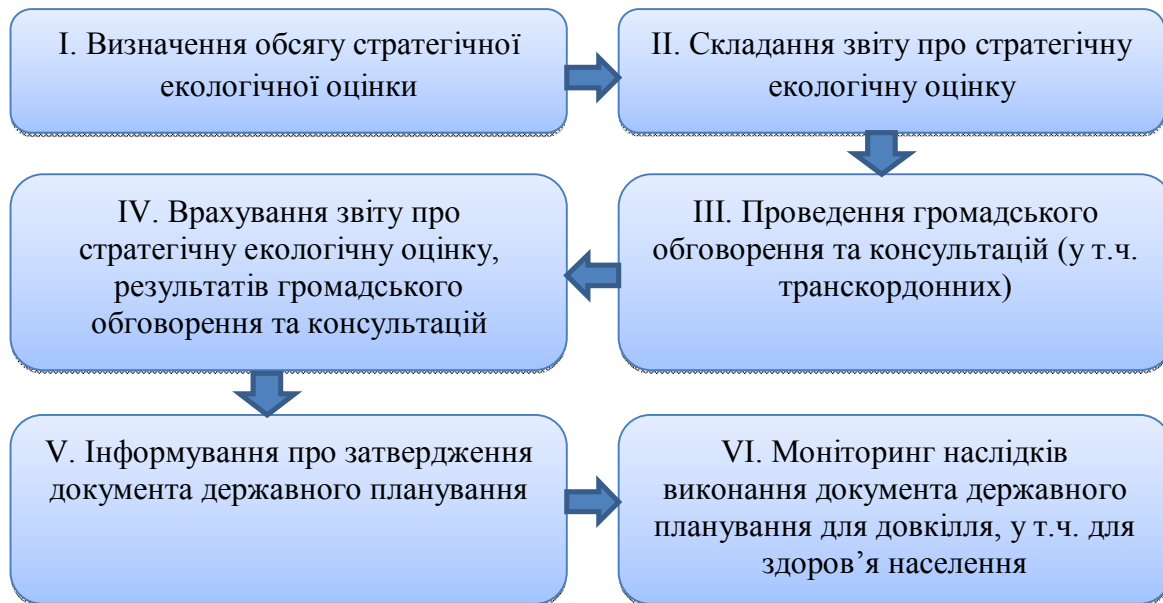 I. Визначення обсягу стратегічної
екологічної оцінки
II. Складання звіту про стратегічну
екологічну оцінку
III. Проведення громадського
обговорення та консультацій (у т.ч.
транскордонних)
IV. Врахування звіту про
стратегічну екологічну оцінку,
результатів громадського
обговорення та консультацій
V. Інформування про затвердження
документа державного планування
VI. Моніторинг наслідків
виконання документа державного
планування для довкілля, у т.ч. для
здоров’я населення